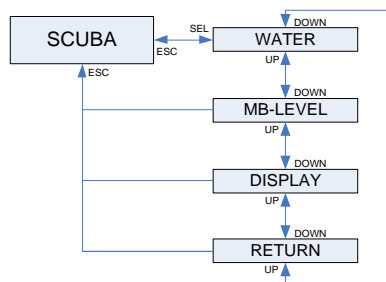 SEL
DOWN
SCUBA
WATER
ESC
UP
ESC
DOWN
MB-LEVEL
UP
DOWN
DISPLAY
UP
DOWN
RETURN
UP